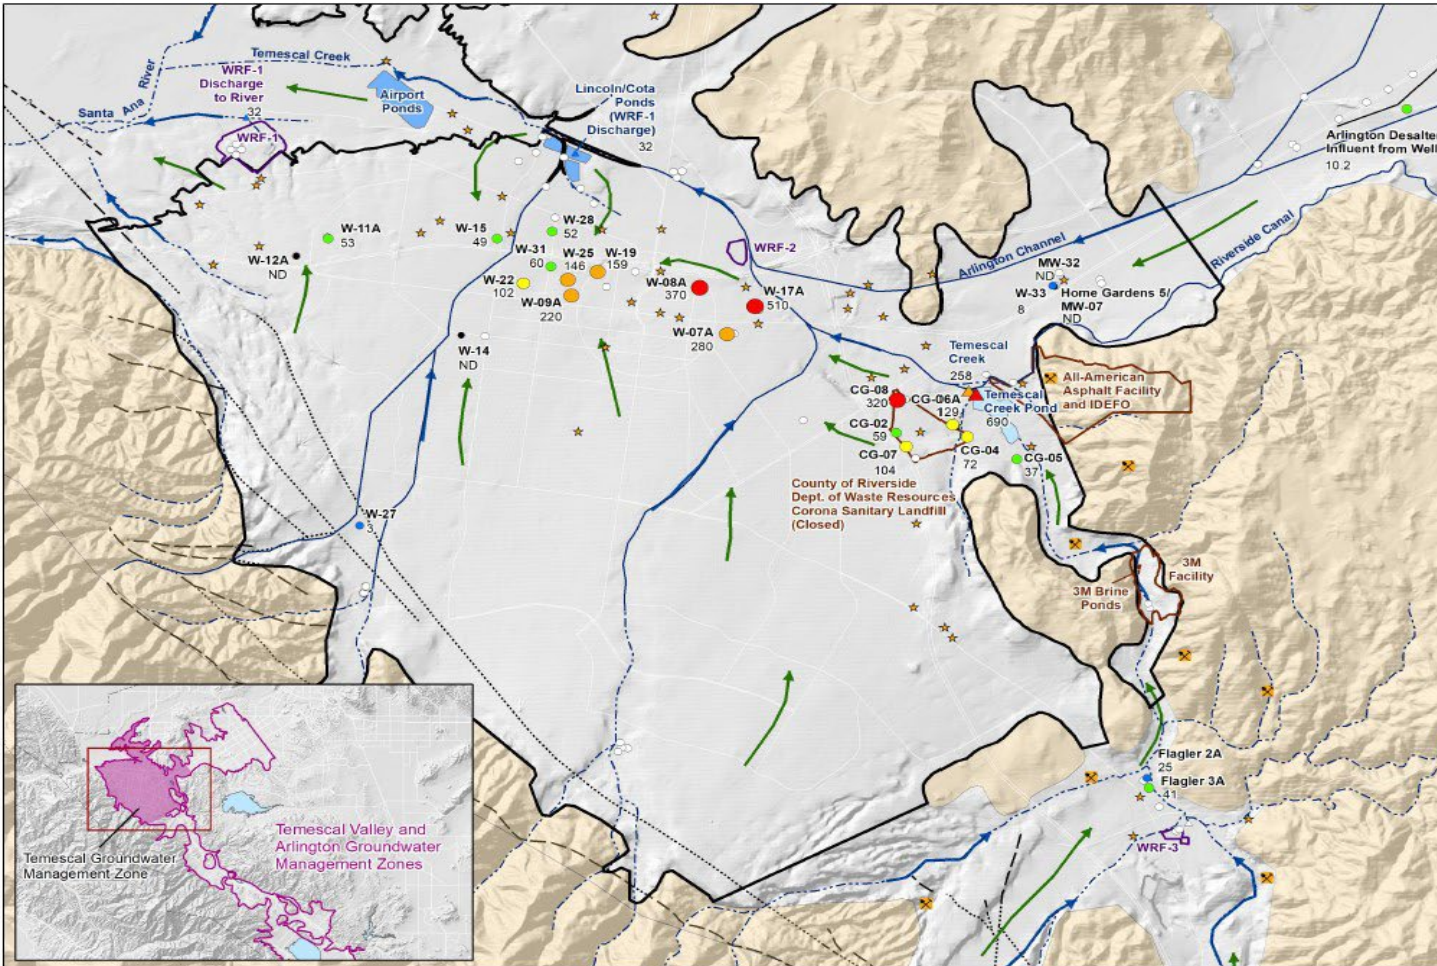 Temescal Creek
WRF-1
Discharge
to River
32
Santa Ana River
WRF-1
Airport
Ponds
Lincoln/Cota
Ponds
(WRF-1
Discharge)
32
Arlington Desalte
Influent from Well
10.2
Riverside Canal
Arlington Channel
WRF-2
W-11A
53
W-12A
ND
W-15
49
W-28
52
W-31
60
W-25
146
W-19
159
W-22
102
W-09A
220
W-08A
370
W-17A
510
W-07A
280
W-14
ND
MW-32
ND
W-33
8
Home Gardens 5/
MW-07
ND
Temescal
Creek
258
Temescal
Creek Pond
690
All-American
Asphalt Facility
and IDEFO
CG-08
320
CG-06A
129
CG-02
59
CG-07
104
CG-04
72
CG-05
37
County of Riverside
Dept. of Waste Resources
Corona Sanitary Landfill
(Closed)
W-27
3
3M
Facility
3M Brine
Ponds
Flagler 2A
25
Flagler 3A
41
WRF-3
Temescal Groundwater
Management Zone
Temescal Valley and
Arlington Groundwater
Management Zones